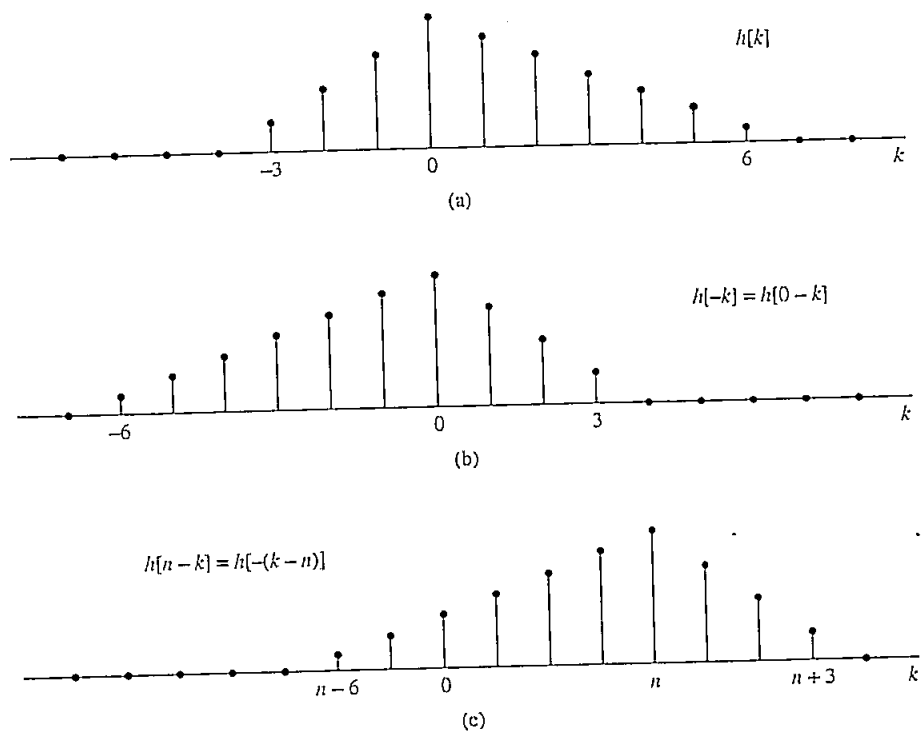 h[k]
−3 0 6 k
(a)
h[−k] = h[0 − k]
−6 0 3 k
(b)
h[n − k] = h[−(k − n)]
n − 6 0 n n + 3 k
(c)